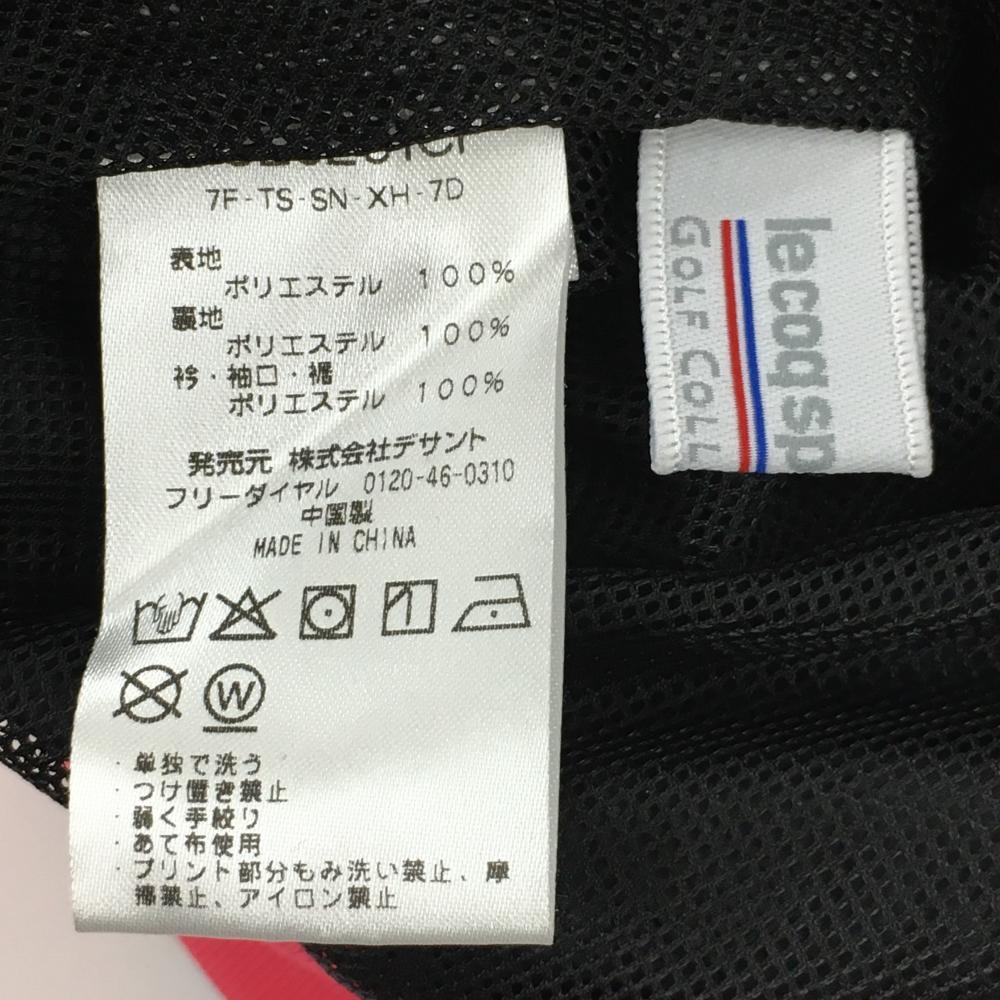 7F-TS-SN-XH-7D
表地
ポリエステル 100%
裏地
ポリエステル 100%
衿・袖口・裾
ポリエステル 100%
発売元 株式会社デサント
フリーダイヤル 0120-46-0310
中国製
MADE IN CHINA
W
・単独で洗う
・つけ置き禁止
・弱く手絞り
・あて布使用
・プリント部分もみ洗い禁止、摩
擦禁止、アイロン禁止
lecoq sp
GOLF COLL